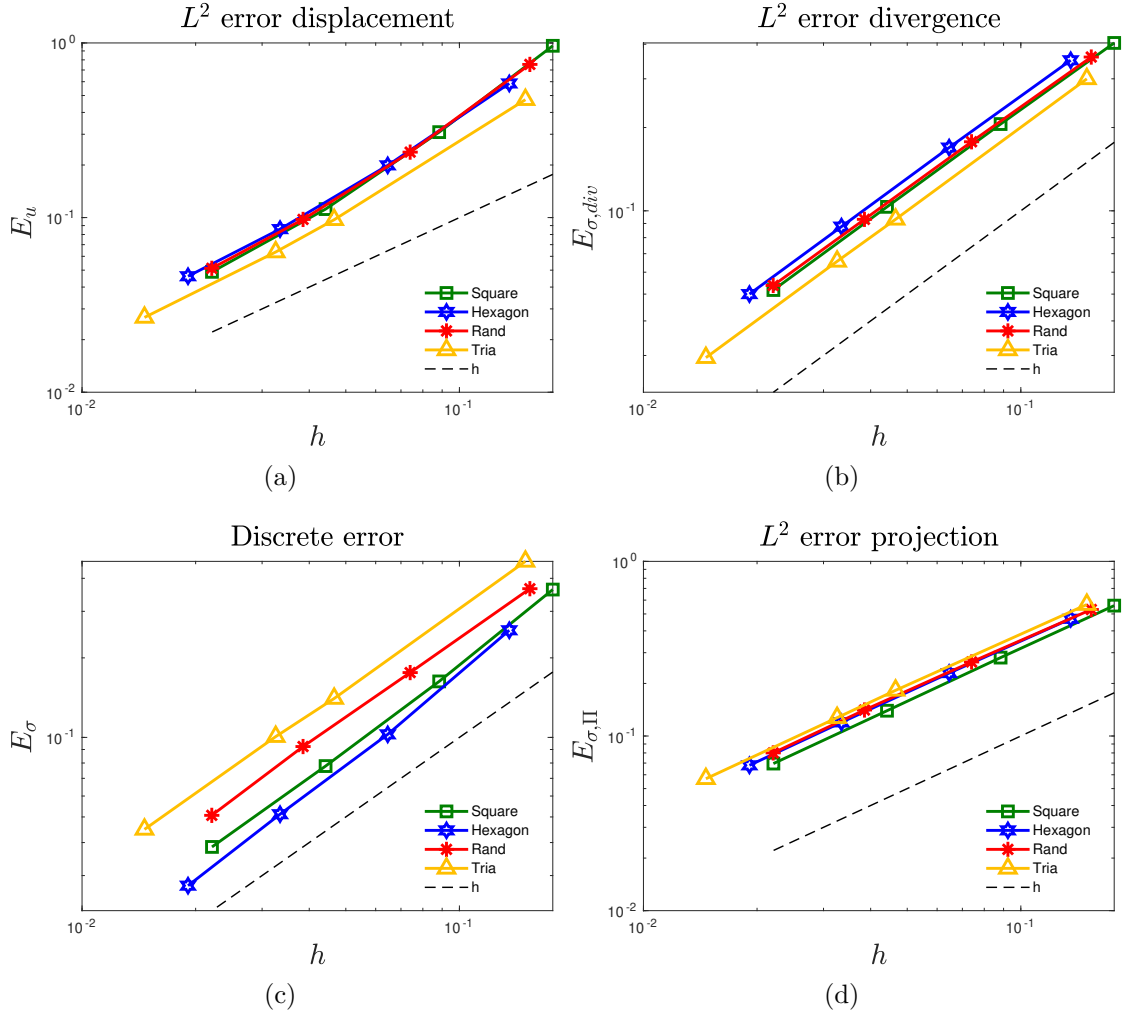 L² error displacement
10⁰
10⁻¹
10⁻²
E_u
10⁻²
10⁻¹
h
Square
Hexagon
Rand
Tria
h
(a)
L² error divergence
10⁻¹
E_{σ,div}
10⁻²
10⁻¹
h
Square
Hexagon
Rand
Tria
h
(b)
Discrete error
10⁻¹
E_σ
10⁻²
10⁻¹
h
Square
Hexagon
Rand
Tria
h
(c)
L² error projection
10⁰
10⁻¹
10⁻²
E_{σ,Π}
10⁻²
10⁻¹
h
Square
Hexagon
Rand
Tria
h
(d)